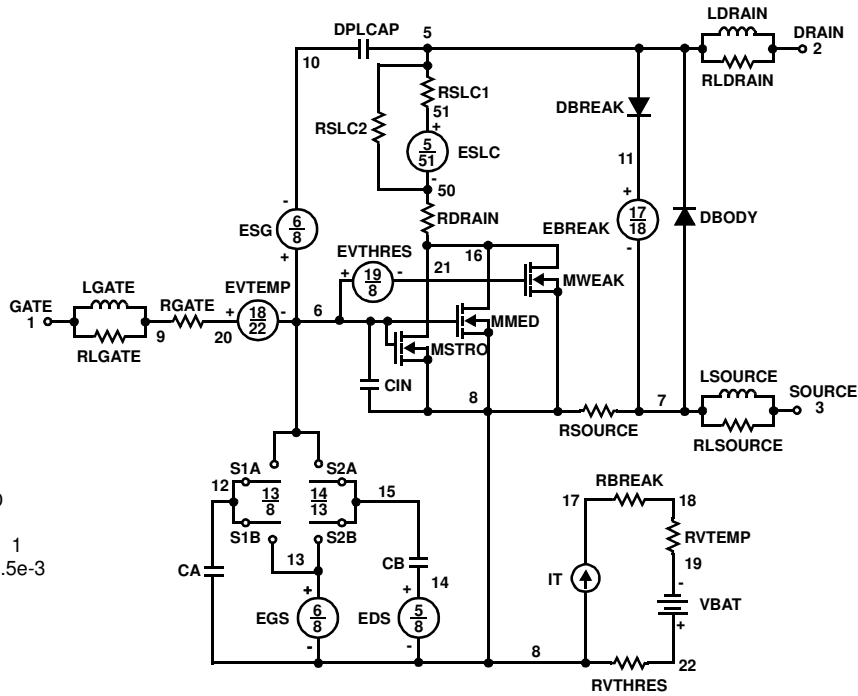 LDRAIN
DPLCAP 5 DRAIN
10 2
RLDRAIN
RSLC1
DBREAK
51
RSLC2
+
5
51
ESLC
11
-
50
-
+
17
18
EBREAK
DBODY
6
8
ESG
RDRAIN
-
+
EVTHRES
16
21
+
19
8
-
MWEAK
LGATE
EVTEMP
GATE
1
RGATE
+
18
22
-
6
MMED
9
20
MSTRO
RLGATE
LSOURCE
CIN
8
7
SOURCE
3
RSOURCE
RLSOURCE
S1A S2A
12
13
8
14
13
15
RBREAK
17 18
S1B S2B
RVTEMP
13
CB
19
CA
1
.5e-3
14
IT
-
+
+
VBAT
EGS
6
8
EDS
5
8
+
-
-
8
22
RVTHRES